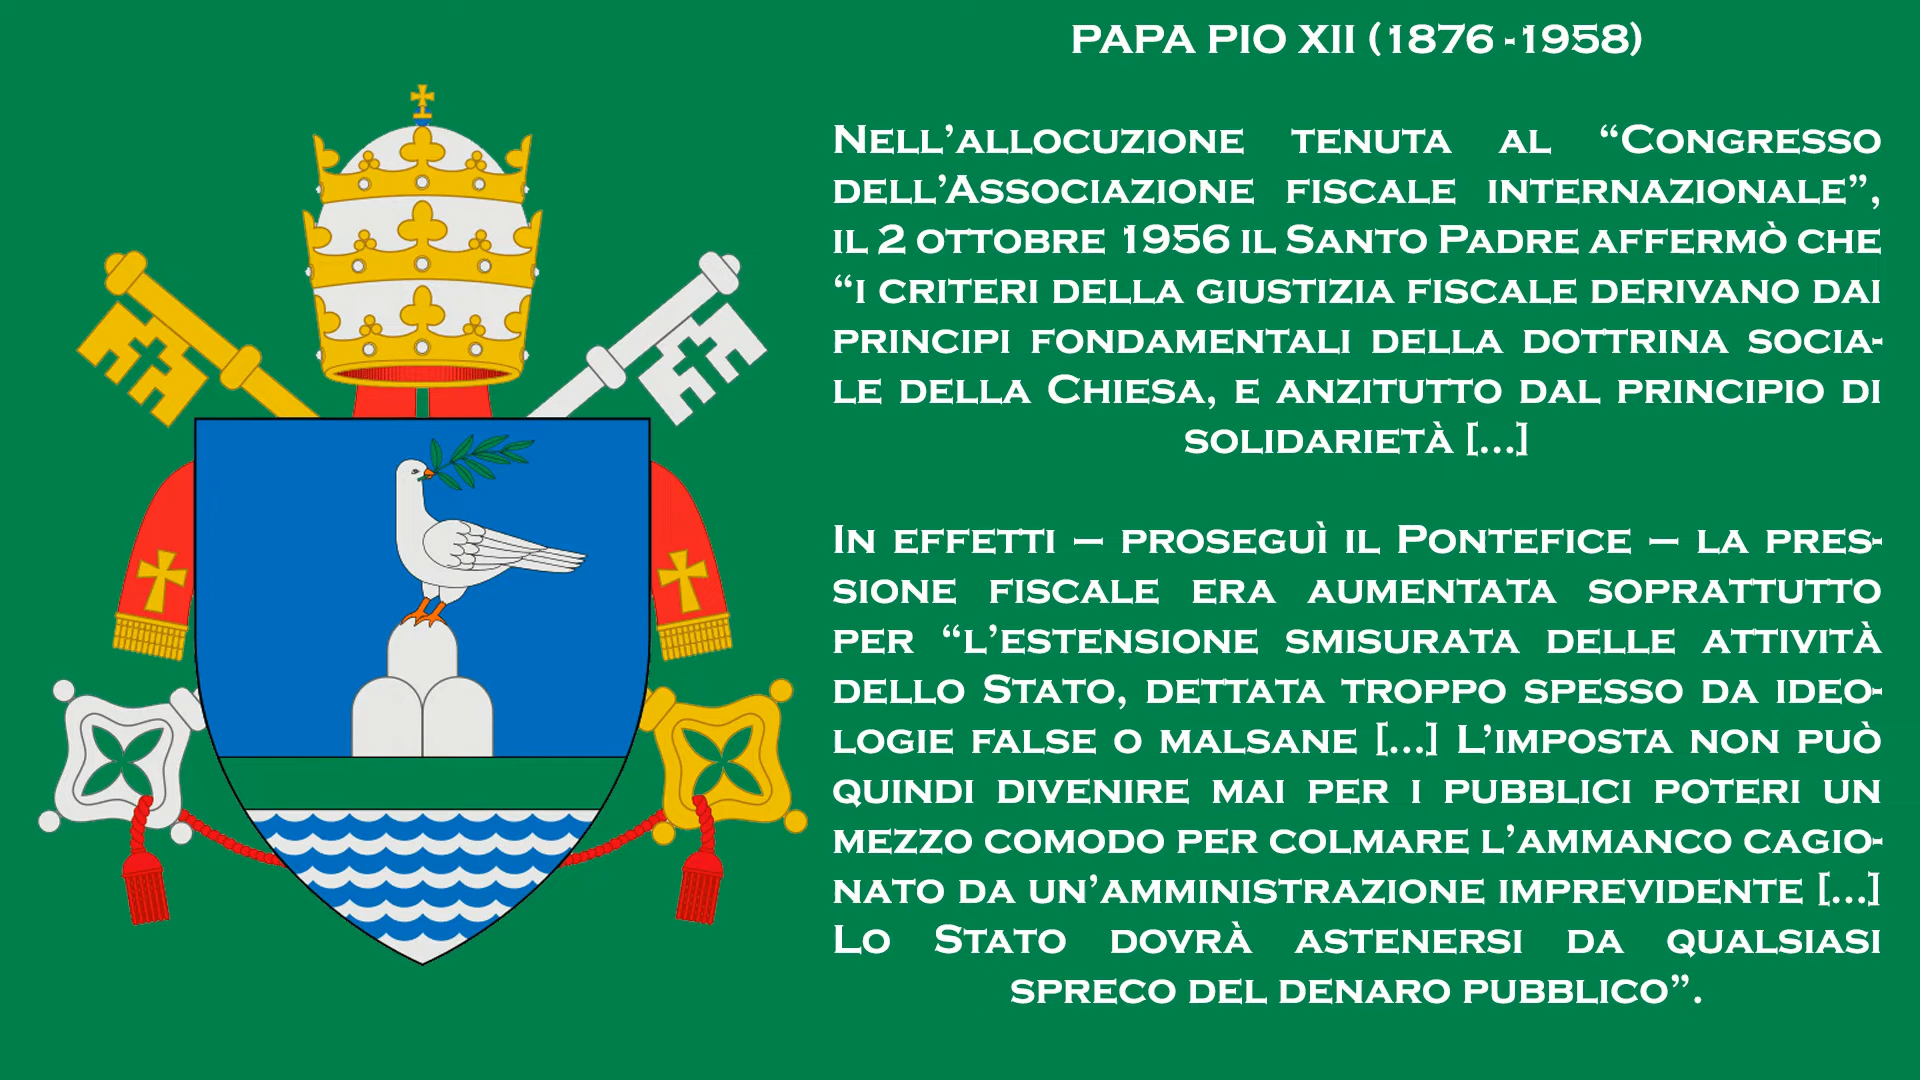 PAPA PIO XII (1876 -1958)
Nell’allocuzione tenuta al “Congresso
dell’Associazione fiscale internazionale”,
il 2 ottobre 1956 il Santo Padre affermò che
“i criteri della giustizia fiscale derivano dai
principi fondamentali della dottrina socia-
le della Chiesa, e anzitutto dal principio di
solidarietà [...]
In effetti – proseguì il Pontefice – la pres-
sione fiscale era aumentata soprattutto
per “l’estensione smisurata delle attività
dello Stato, dettata troppo spesso da ideo-
logie false o malsane [...] L’imposta non può
quindi divenire mai per i pubblici poteri un
mezzo comodo per colmare l’ammanco cagio-
nato da un’amministrazione imprevidente [...]
Lo Stato dovrà astenersi da qualsiasi
spreco del denaro pubblico”.